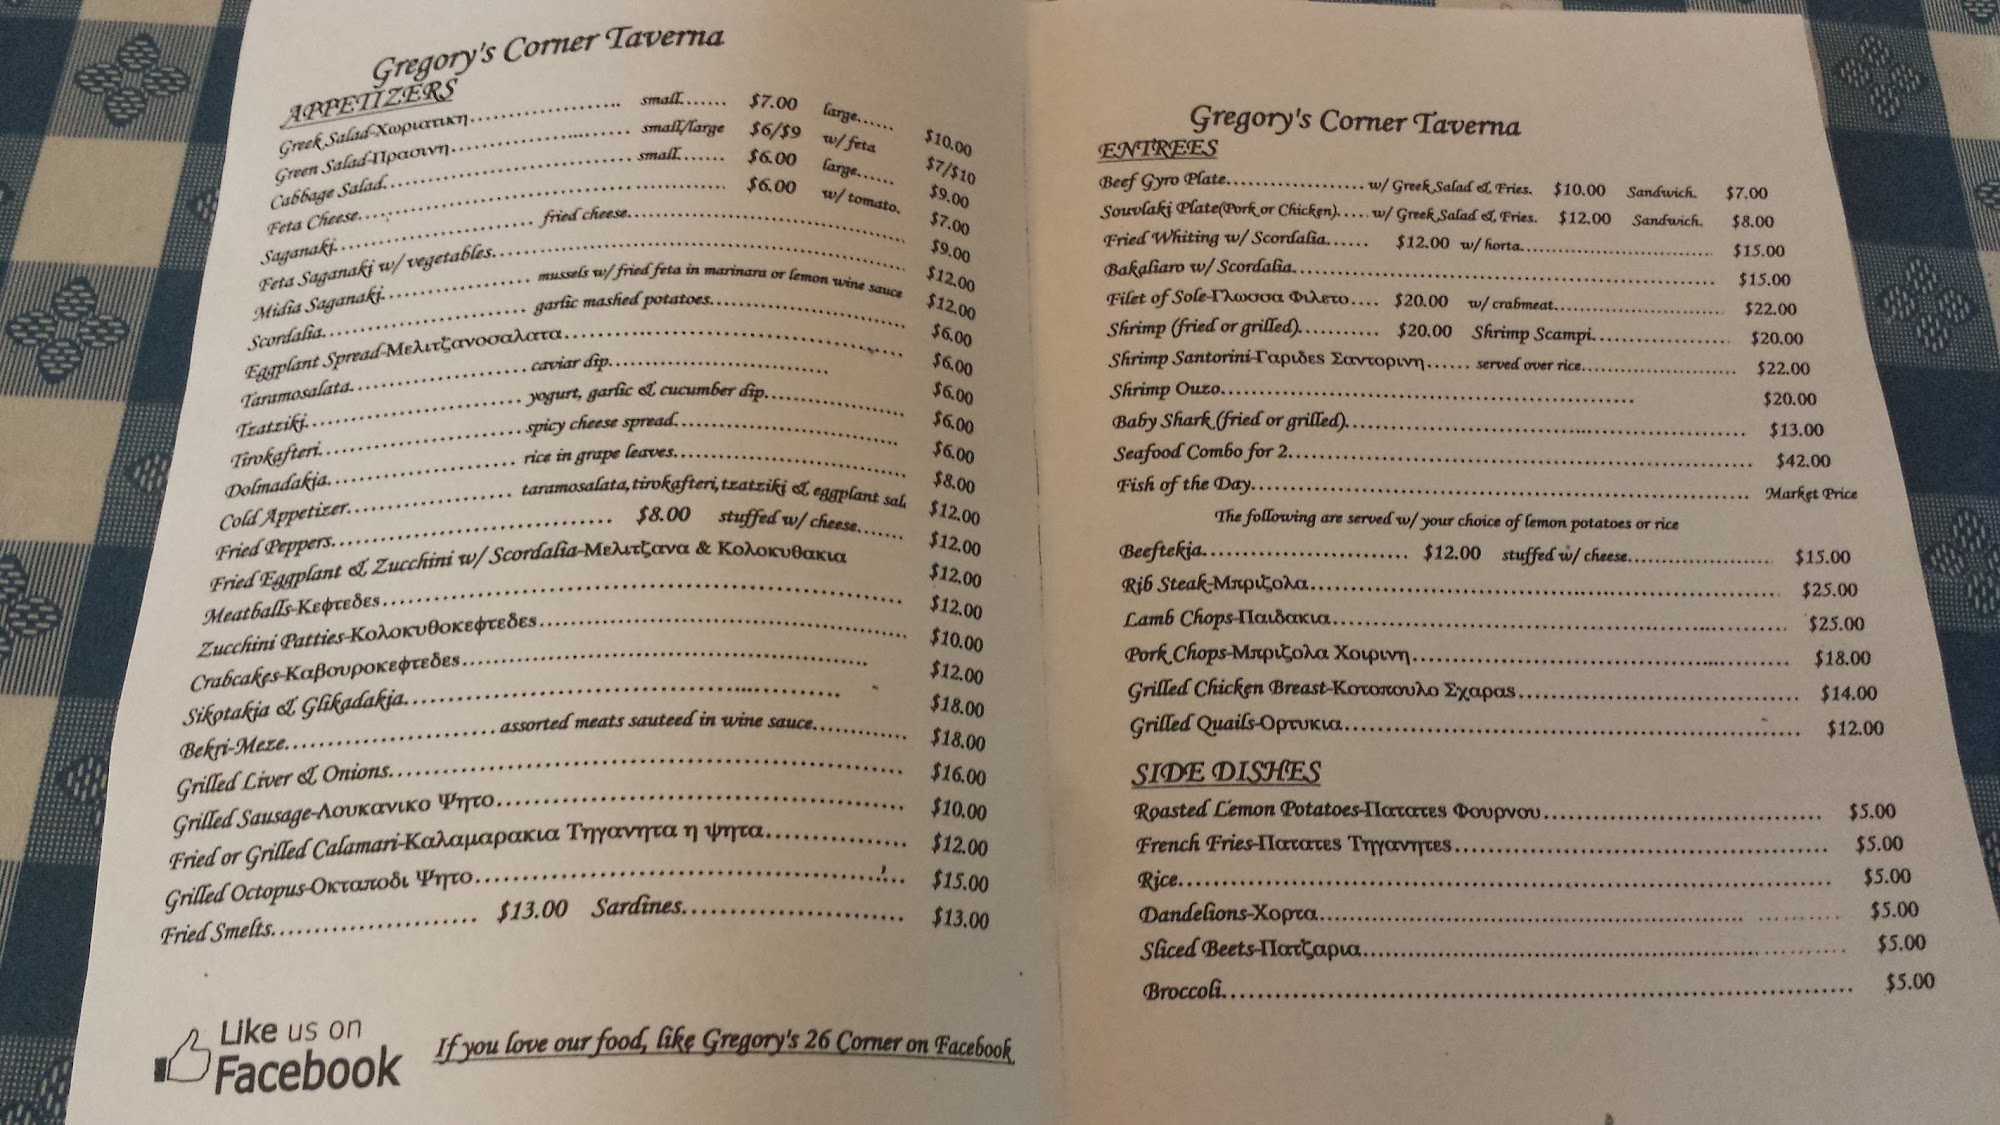 Gregory's Corner Taverna
APPETIZERS
Greek Salad-Χωριατικη.................... small....... $7.00 large...... $10.00
Green Salad-Πρασινη....................... small/large $6/$9 w/ feta $7/$10
Cabbage Salad.............................. small....... $6.00 large...... $9.00
Feta Cheese............................................. $6.00 w/ tomato. $7.00
Saganaki........................ fried cheese................................. $9.00
Feta Saganaki w/ vegetables................................................ $12.00
Midia Saganaki.................. mussels w/ fried feta in marinara or lemon wine sauce $12.00
Scordalia........................ garlic mashed potatoes....................... $6.00
Eggplant Spread-Μελιτζανοσαλατα........................................ $6.00
Taramosalata..................... caviar dip........................... $6.00
Tzatziki.......................... yogurt, garlic & cucumber dip................. $6.00
Tirokafteri....................... spicy cheese spread........................... $6.00
Dolmadakia...................... rice in grape leaves............................ $8.00
Cold Appetizer.................... taramosalata,tirokafteri,tzatziki & eggplant sal $12.00
Fried Peppers.................................. $8.00 stuffed w/ cheese...... $12.00
Fried Eggplant & Zucchini w/ Scordalia-Μελιτζανα & Κολοκυθακια $12.00
Meatballs-Κεφτεδες........................................................ $12.00
Zucchini Patties-Κολοκυθοκεφτεδες........................................ $10.00
Crabcakes-Καβουροκεφτεδες............................................ $12.00
Sikotakia & Glikadakia.................................................. $18.00
Bekri-Meze......................... assorted meats sauteed in wine sauce.......... $18.00
Grilled Liver & Onions....................................................... $16.00
Grilled Sausage-Λουκανικο Ψητο............................................ $10.00
Fried or Grilled Calamari-Καλαμαρακια Τηγανητα η ψητα............... $12.00
Grilled Octopus-Οκταποδι Ψητο.............................................. $15.00
Fried Smelts....................... $13.00 Sardines........................ $13.00
Like us on
Facebook
If you love our food, like Gregory's 26 Corner on Facebook
Gregory's Corner Taverna
ENTREES
Beef Gyro Plate.................... w/ Greek Salad & Fries. $10.00 Sandwich. $7.00
Souvlaki Plate(Pork or Chicken)..... w/ Greek Salad & Fries. $12.00 Sandwich. $8.00
Fried Whiting w/ Scordalia...... $12.00 w/ horta.............................. $15.00
Bakaliaro w/ Scordalia............................................................ $15.00
Filet of Sole-Γλωσσα Φιλετο.... $20.00 w/ crabmeat......................... $22.00
Shrimp (fried or grilled)........... $20.00 Shrimp Scampi.................... $20.00
Shrimp Santorini-Γαριδες Σαντορινη...... served over rice...................... $22.00
Shrimp Ouzo.......................................................... $20.00
Baby Shark (fried or grilled)......................................................... $13.00
Seafood Combo for 2................................................................. $42.00
Fish of the Day....................................................................... Market Price
The following are served w/ your choice of lemon potatoes or rice
Beeftekia............................. $12.00 stuffed w/ cheese.................... $15.00
Rib Steak-Μπριζολα.................................................................. $25.00
Lamb Chops-Παιδακια................................................................ $25.00
Pork Chops-Μπριζολα Χοιρινη...................................................... $18.00
Grilled Chicken Breast-Κοτοπουλο Σχαρας........................................ $14.00
Grilled Quails-Ορτυκια............................................................... $12.00
SIDE DISHES
Roasted Lemon Potatoes-Πατατες Φουρνου....................................... $5.00
French Fries-Πατατες Τηγανητες................................................... $5.00
Rice.................................................................................... $5.00
Dandelions-Χορτα.................................................................. $5.00
Sliced Beets-Πατζαρια................................................................ $5.00
Broccoli................................................................................ $5.00